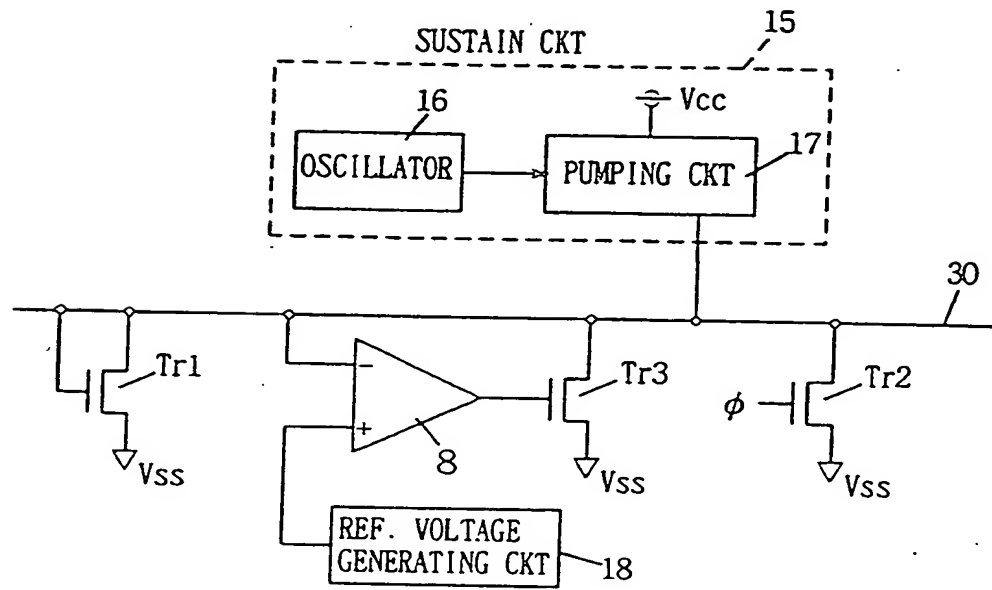 15
SUSTAIN CKT
Vcc
16
17
OSCILLATOR
PUMPING CKT
30
Tr1
−
Tr3
Tr2
ϕ
+
8
Vss
Vss
Vss
REF. VOLTAGE
GENERATING CKT
18